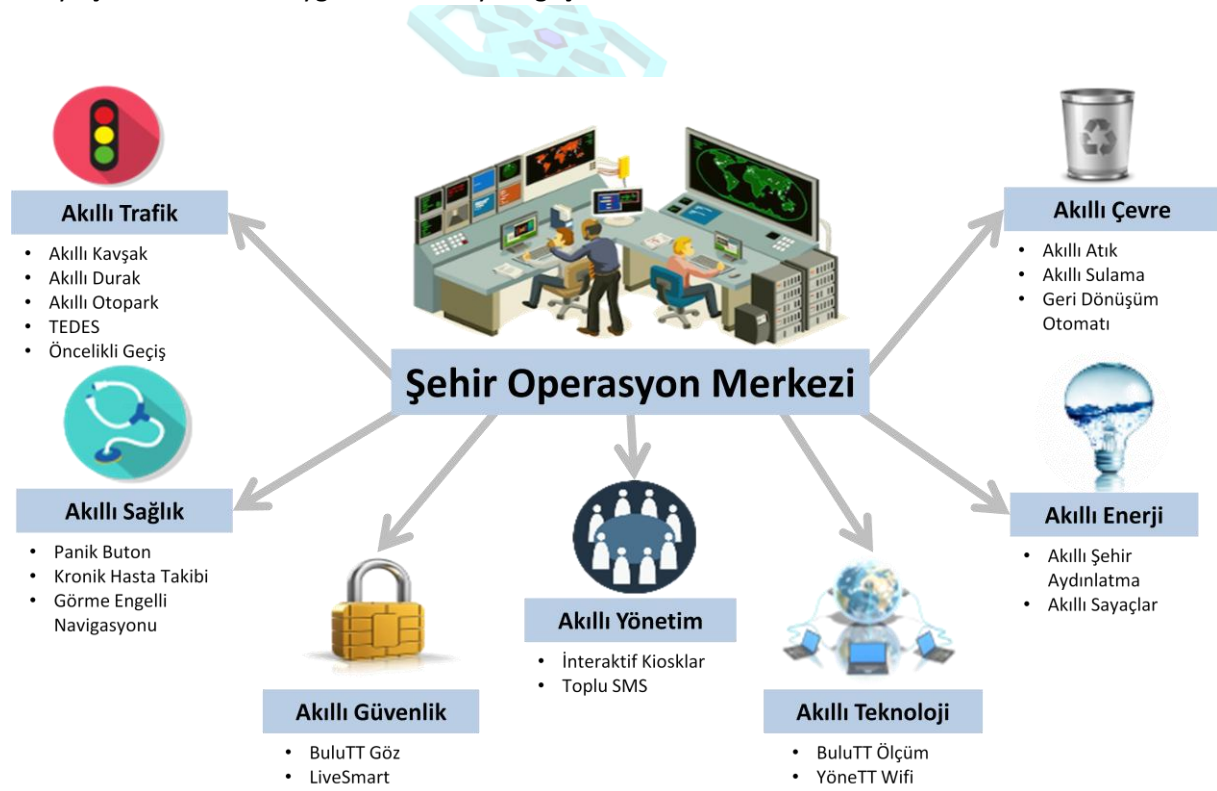 Akıllı Trafik
• Akıllı Kavşak
• Akıllı Durak
• Akıllı Otopark
• TEDES
• Öncelikli Geçiş
Akıllı Çevre
• Akıllı Atık
• Akıllı Sulama
• Geri Dönüşüm
Otomatı
Şehir Operasyon Merkezi
Akıllı Sağlık
• Panik Buton
• Kronik Hasta Takibi
• Görme Engelli
Navigasyonu
Akıllı Enerji
• Akıllı Şehir
Aydınlatma
• Akıllı Sayaçlar
Akıllı Güvenlik
• BuluTT Göz
• LiveSmart
Akıllı Yönetim
• İnteraktif Kiosklar
• Toplu SMS
Akıllı Teknoloji
• BuluTT Ölçüm
• YöneTT Wifi